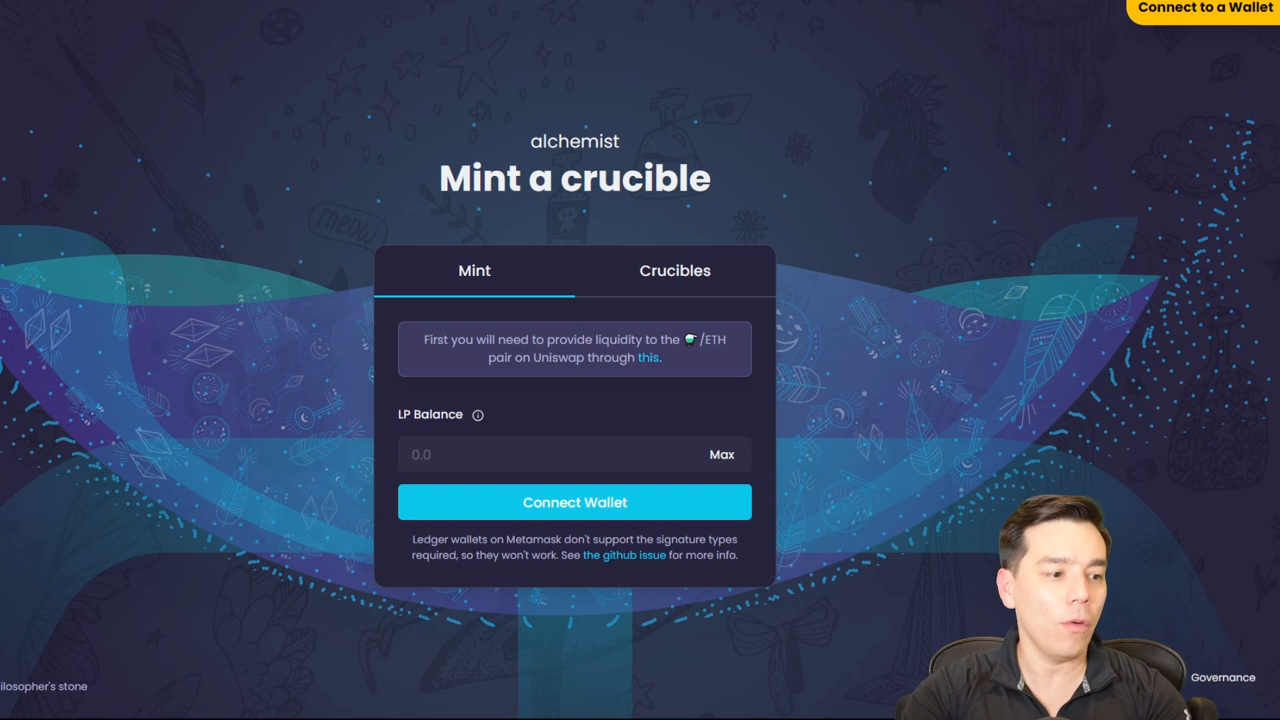 Connect to a Wallet
alchemist
Mint a crucible
meow
Mint
Crucibles
First you will need to provide liquidity to the /ETH
pair on Uniswap through this.
LP Balance
0.0
Max
Connect Wallet
Ledger wallets on Metamask don't support the signature types
required, so they won't work. See the github issue for more info.
ilosopher's stone
Governance